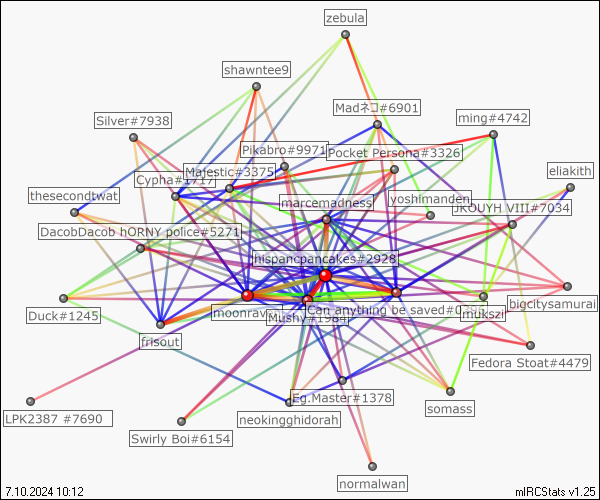 zebula
shawntee9
Madネコ#6901
Silver#7938
ming#4742
Pikabro#9971
Pocket Persona#3326
Majestic#3375
Cypha#1717
eliakith
thesecondtwat
yoshimanden
marcemadness
JKOUYH VIII#7034
DacobDacob hORNY police#5271
hispancpancakes#2928
bigcitysamurai
Duck#1245
moonrav
Can anything be saved#0
mukszi
Mushy#1984
frisout
Fedora Stoat#4479
Eg.Master#1378
somass
LPK2387 #7690
neokingghidorah
Swirly Boi#6154
normalwan
7.10.2024 10:12
mIRCStats v1.25